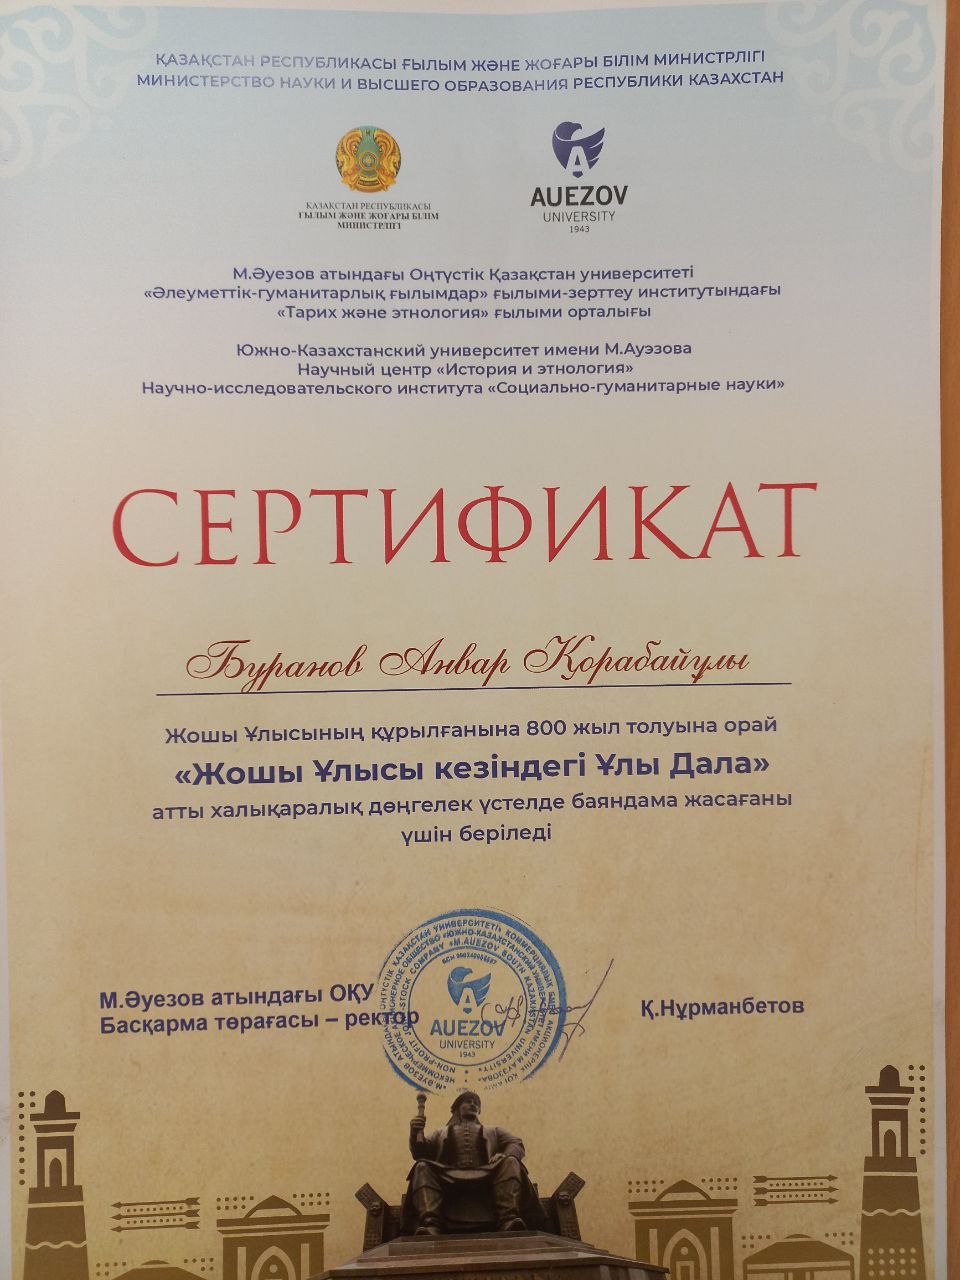 ҚАЗАҚСТАН РЕСПУБЛИКАСЫ ҒЫЛЫМ ЖӘНЕ ЖОҒАРЫ БІЛІМ МИНИСТРЛІГІ
МИНИСТЕРСТВО НАУКИ И ВЫСШЕГО ОБРАЗОВАНИЯ РЕСПУБЛИКИ КАЗАХСТАН
ҚАЗАҚСТАН РЕСПУБЛИКАСЫ
ҒЫЛЫМ ЖӘНЕ ЖОҒАРЫ БІЛІМ
МИНИСТРЛІГІ
AUEZOV
UNIVERSITY
1943
М.Әуезов атындағы Оңтүстік Қазақстан университеті
«Әлеуметтік-гуманитарлық ғылымдар» ғылыми-зерттеу институтындағы
«Тарих және этнология» ғылыми орталығы
Южно-Казахстанский университет имени М.Ауэзова
Научный центр «История и этнология»
Научно-исследовательского института «Социально-гуманитарные науки»
СЕРТИФИКАТ
Буранов Анвар Қорабайұлы
Жошы Ұлысының құрылғанына 800 жыл толуына орай
«Жошы Ұлысы кезіндегі Ұлы Дала»
атты халықаралық дөңгелек үстелде баяндама жасағаны
үшін беріледі
М.Әуезов атындағы ОҚУ
Басқарма төрағасы – ректор
Қ.Нұрманбетов
AUEZOV
UNIVERSITY
1943